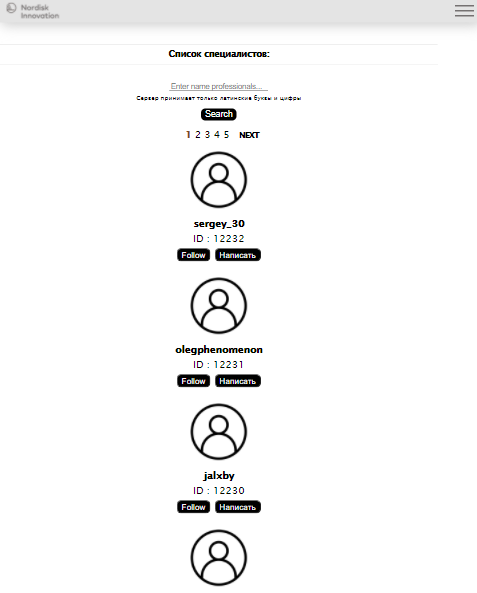 Nordisk
Innovation
Список специалистов:
Enter name professionals...
Сервер принимает только латинские буквы и цифры
Search
1 2 3 4 5 NEXT
sergey_30
ID : 12232
Follow Написать
olegphenomenon
ID : 12231
Follow Написать
jalxby
ID : 12230
Follow Написать